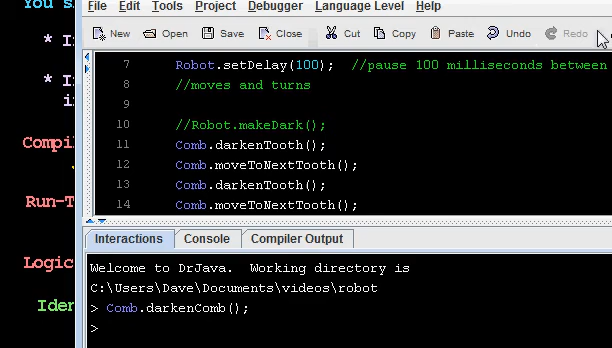 You s
* I
* I
i
Compi
Run-T
Logic
Iden
File Edit Tools Project Debugger Language Level Help
New Open Save Close Cut Copy Paste Undo Redo
7 Robot.setDelay(100); //pause 100 milliseconds between
8 //moves and turns
9
10 //Robot.makeDark();
11 Comb.darkenTooth();
12 Comb.moveToNextTooth();
13 Comb.darkenTooth();
14 Comb.moveToNextTooth();
Interactions Console Compiler Output
Welcome to DrJava. Working directory is
C:\Users\Dave\Documents\videos\robot
> Comb.darkenComb();
>